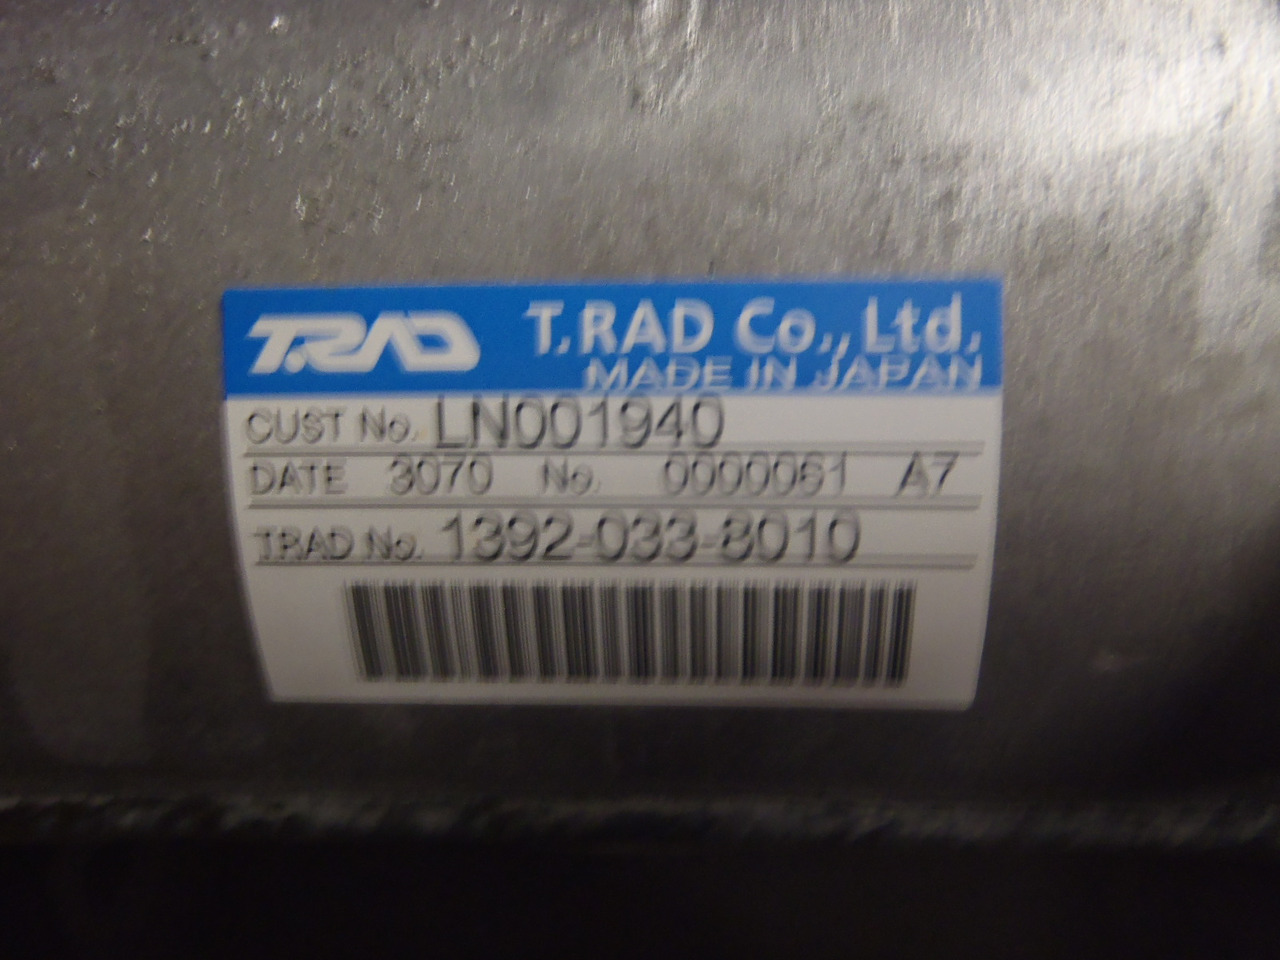 T.RAD T.RAD Co., Ltd.
MADE IN JAPAN
CUST No. LN001940
DATE 3070 No. 0000061 A7
TRAD No. 1392-033-8010